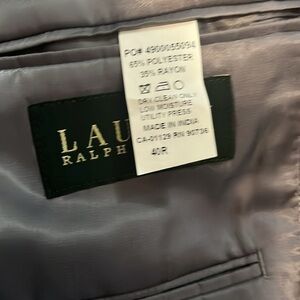 PO# 4900055094
65% POLYESTER
35% RAYON
DRY CLEAN ONLY
LOW MOISTURE
UTILITY PRESS
MADE IN INDIA
CA-01129 RN 90736
40R
LAU
RALPH